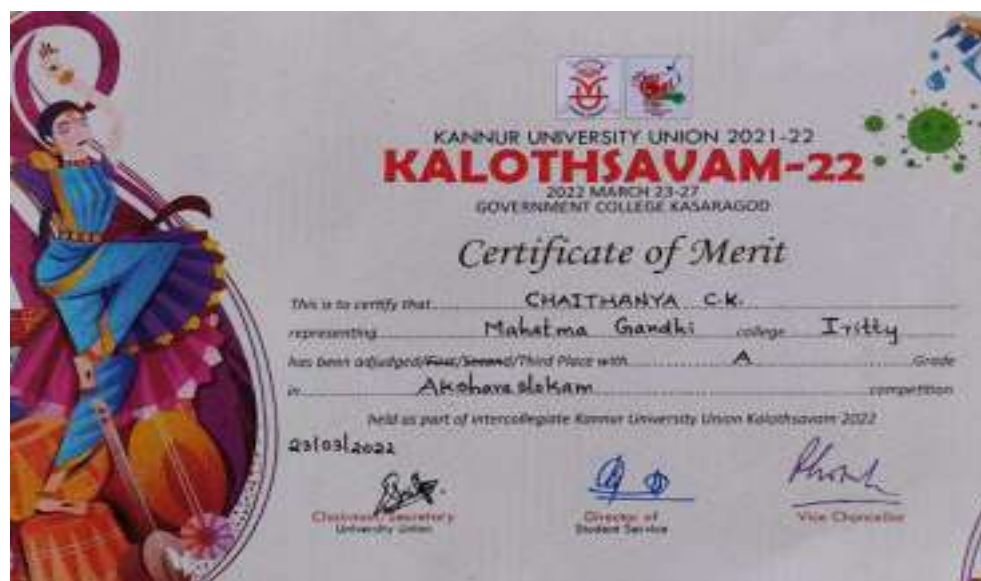 KANNUR UNIVERSITY UNION 2021-22
KALOTHSAVAM-22
2022 MARCH 23-27
GOVERNMENT COLLEGE KASARAGOD
Certificate of Merit
This is to certify that CHAITHANYA C.K.
representing Mahatma Gandhi college Iritty
has been adjudged/First/Second/Third Place with A Grade
in Aksharaslokam competition
held as part of intercollegiate Kannur University Union Kalothsavam 2022
23/03/2022
Chairman/Secretary
University Union
Director of
Student Service
Vice Chancellor